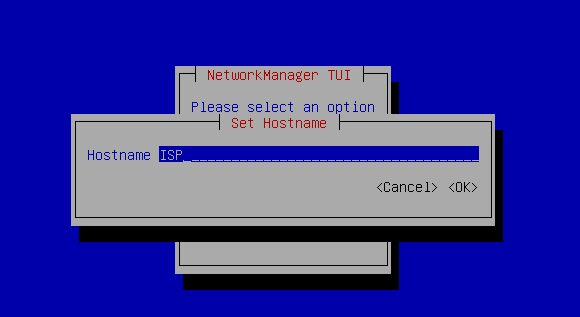 NetworkManager TUI
Please select an option
Set Hostname
Hostname ISP
<Cancel> <OK>